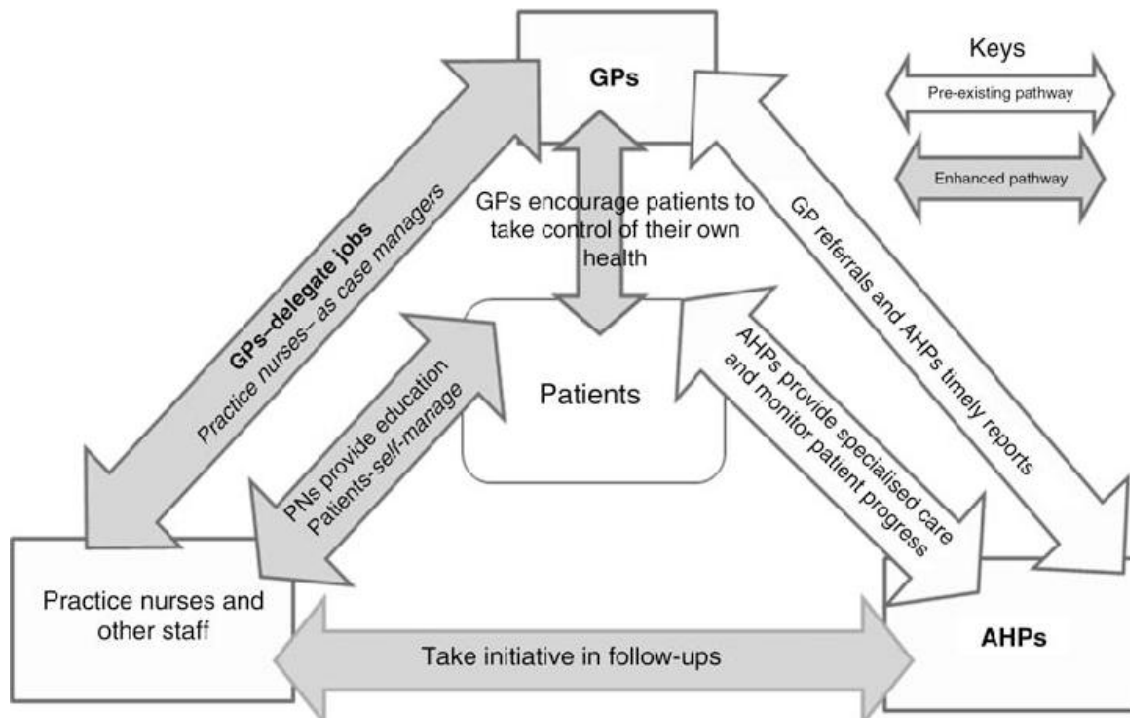 GPs
Keys
Pre-existing pathway
Enhanced pathway
GPs encourage patients to
take control of their own
health
GPs–delegate jobs
Practice nurses– as case managers
GP referrals and AHPs timely reports
PNs provide education
Patients-self-manage
Patients
AHPs provide specialised care
and monitor patient progress
Practice nurses and
other staff
Take initiative in follow-ups
AHPs